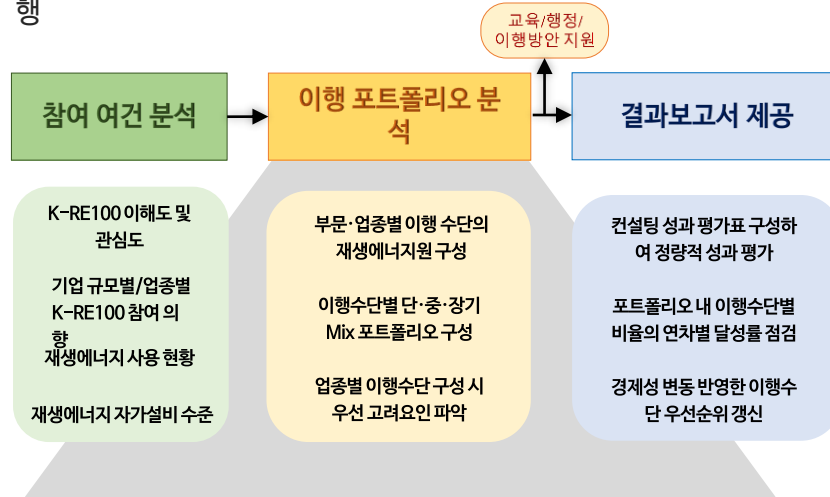 행
교육/행정/
이행방안 지원
참여 여건 분석
이행 포트폴리오 분
석
결과보고서 제공
K-RE100 이해도 및
관심도
기업 규모별/업종별
K-RE100 참여 의
향
재생에너지 사용 현황
재생에너지 자가설비 수준
부문·업종별 이행 수단의
재생에너지원 구성
이행수단별 단·중·장기
Mix 포트폴리오 구성
업종별 이행수단 구성 시
우선 고려요인 파악
컨설팅 성과 평가표 구성하
여 정량적 성과 평가
포트폴리오 내 이행수단별
비율의 연차별 달성률 점검
경제성 변동 반영한 이행수
단 우선순위 갱신